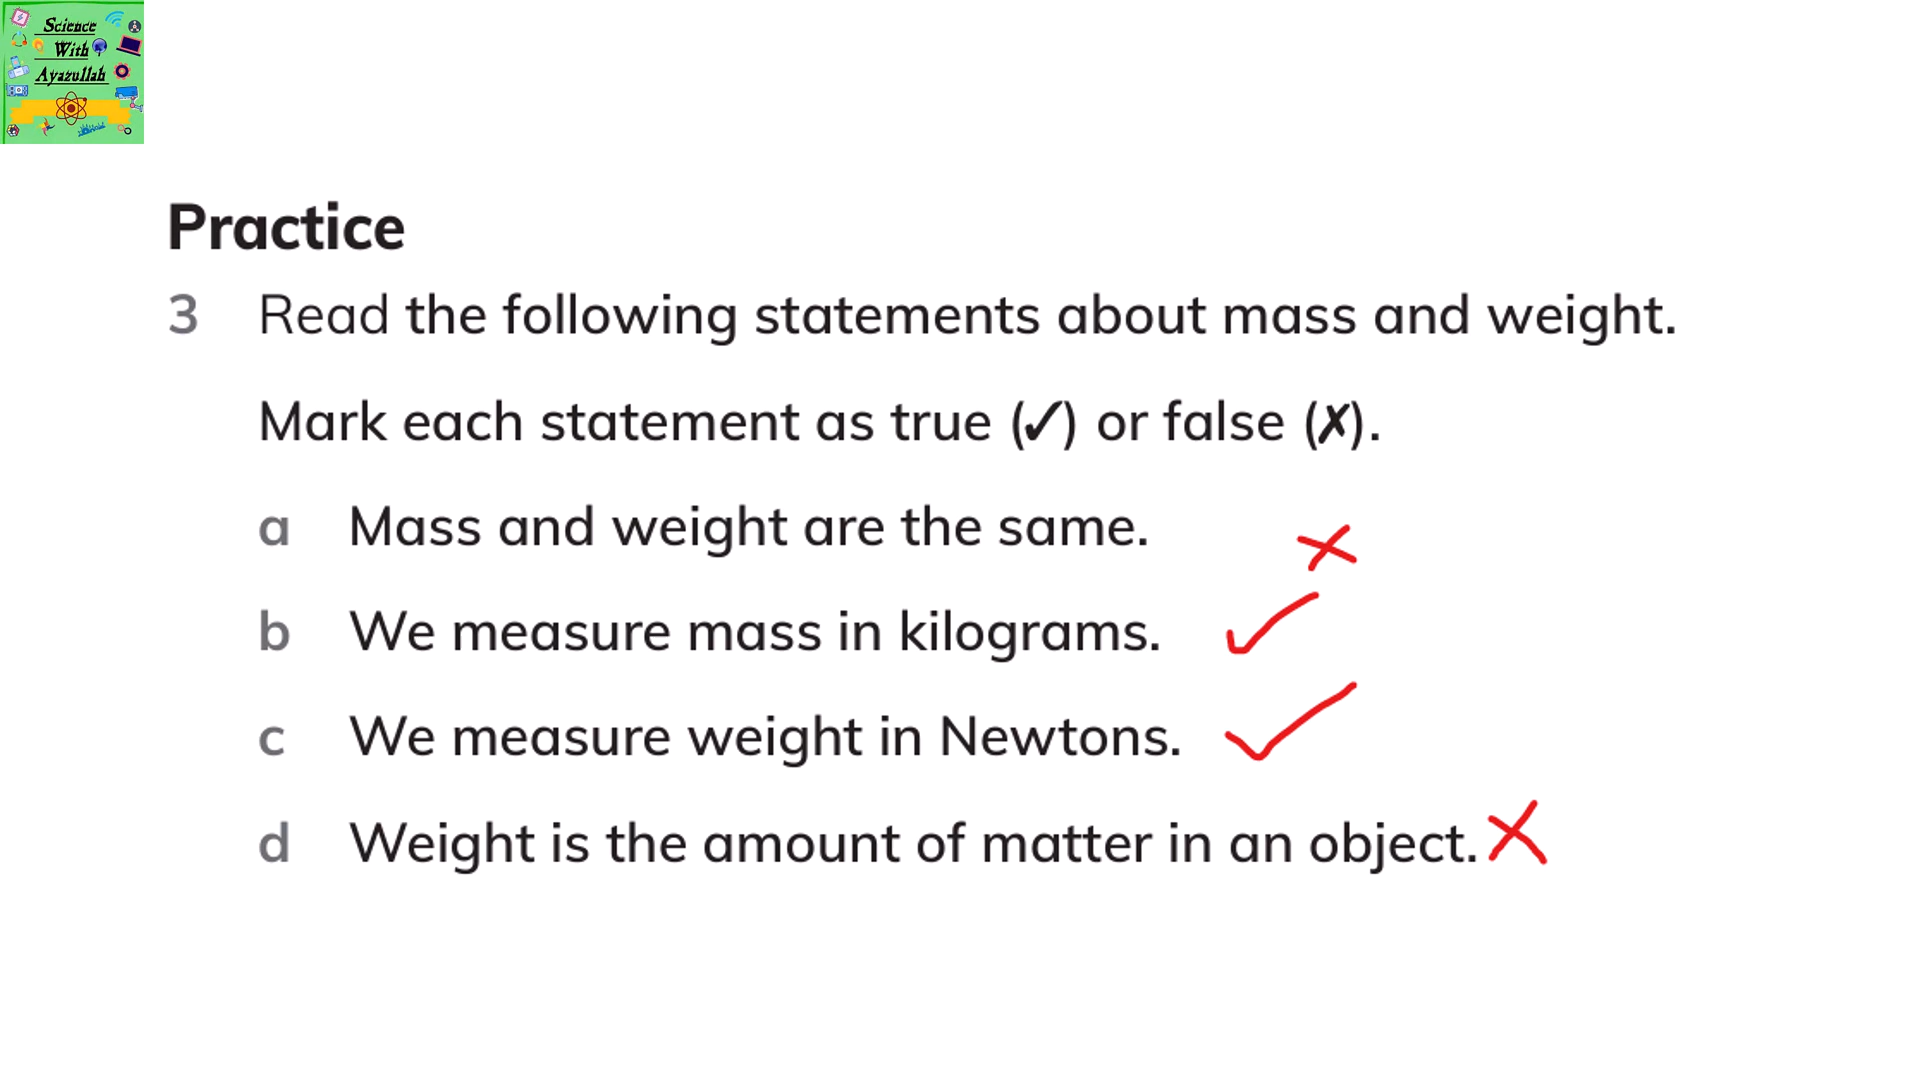 Science
With
Ayazullah
Practice
3 Read the following statements about mass and weight.
Mark each statement as true (✓) or false (✗).
a Mass and weight are the same. ✗
b We measure mass in kilograms. ✓
c We measure weight in Newtons. ✓
d Weight is the amount of matter in an object. ✗